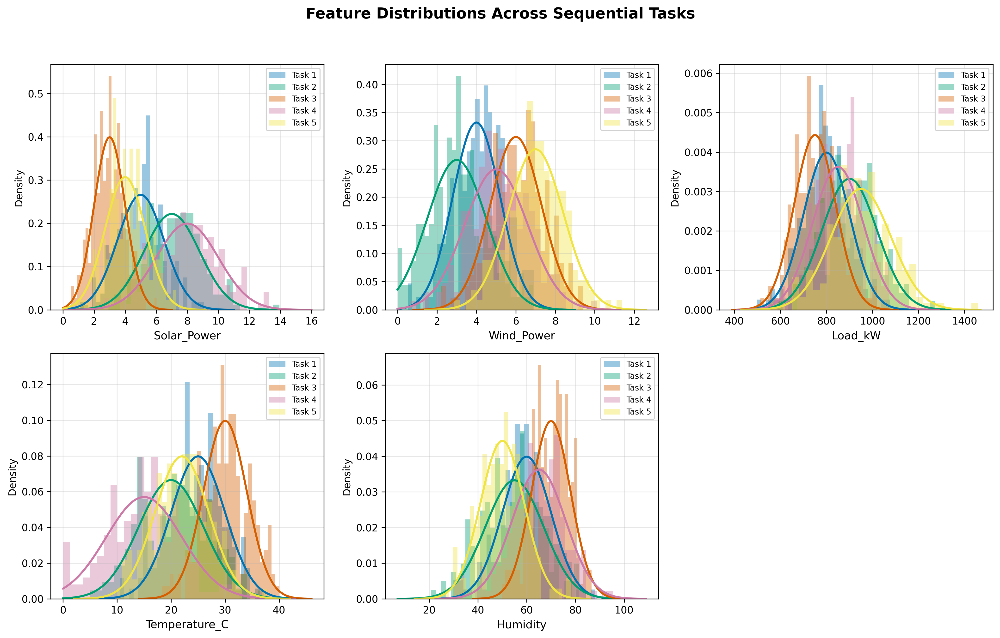 Feature Distributions Across Sequential Tasks
Density
0.5
0.4
0.3
0.2
0.1
0.0
0 2 4 6 8 10 12 14 16
Solar_Power
Task 1
Task 2
Task 3
Task 4
Task 5
Density
0.40
0.35
0.30
0.25
0.20
0.15
0.10
0.05
0.00
0 2 4 6 8 10 12
Wind_Power
Task 1
Task 2
Task 3
Task 4
Task 5
Density
0.006
0.005
0.004
0.003
0.002
0.001
0.000
400 600 800 1000 1200 1400
Load_kW
Task 1
Task 2
Task 3
Task 4
Task 5
Density
0.12
0.10
0.08
0.06
0.04
0.02
0.00
0 10 20 30 40
Temperature_C
Task 1
Task 2
Task 3
Task 4
Task 5
Density
0.06
0.05
0.04
0.03
0.02
0.01
0.00
20 40 60 80 100
Humidity
Task 1
Task 2
Task 3
Task 4
Task 5